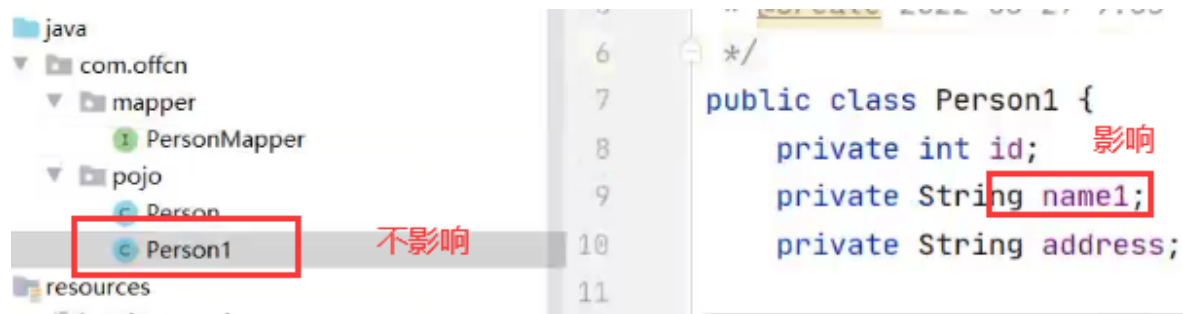 java
com.offcn
mapper
PersonMapper
pojo
Person
Person1
不影响
resources
6 */
7 public class Person1 {
8 private int id;
影响
9 private String name1;
10 private String address;
11